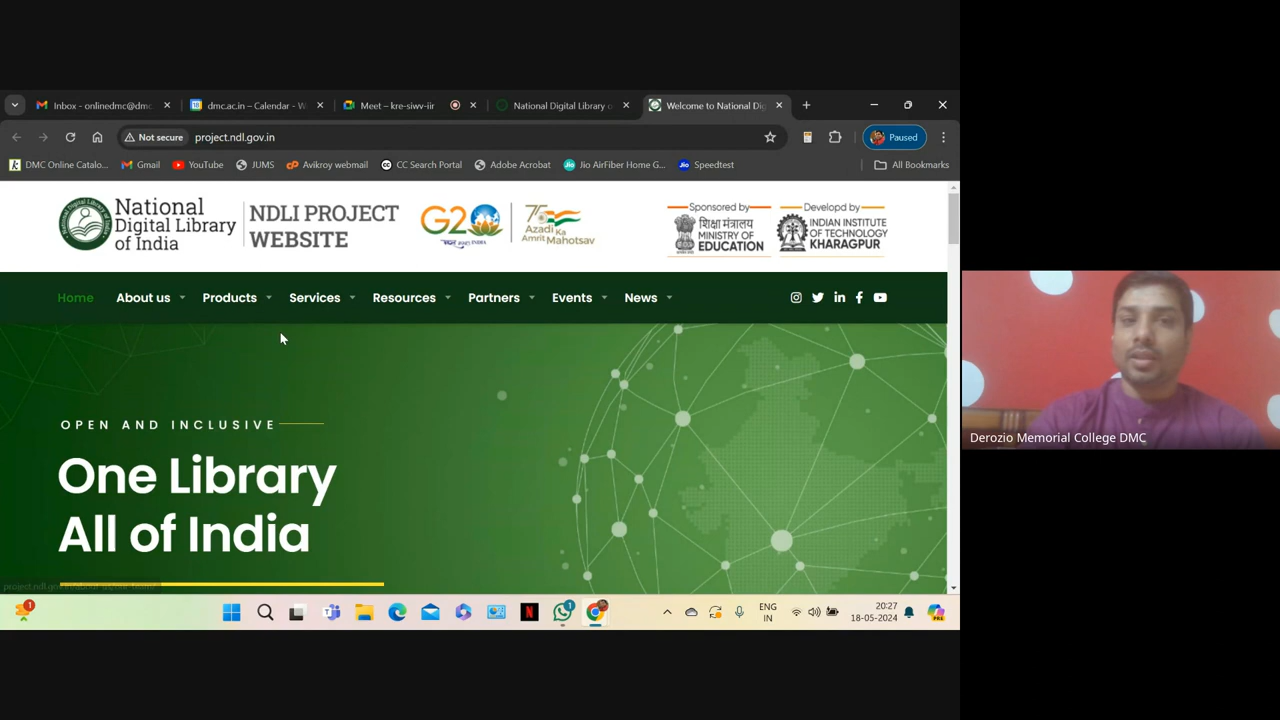 Inbox - onlinedmc@dmc
dmc.ac.in – Calendar - W
Meet – kre-siwv-iir
National Digital Library o
Welcome to National Dig
Not secure
project.ndl.gov.in
Paused
DMC Online Catalo...
Gmail
YouTube
JUMS
Avikroy webmail
CC Search Portal
Adobe Acrobat
Jio AirFiber Home G...
Speedtest
All Bookmarks
National
Digital Library
of India
NDLI PROJECT
WEBSITE
G20
75
Azadi Ka
Amrit Mahotsav
Sponsored by
शिक्षा मंत्रालय
MINISTRY OF
EDUCATION
Developd by
INDIAN INSTITUTE
OF TECHNOLOGY
KHARAGPUR
Home
About us
Products
Services
Resources
Partners
Events
News
OPEN AND INCLUSIVE
One Library
All of India
Derozio Memorial College DMC
1
1
ENG
IN
20:27
18-05-2024